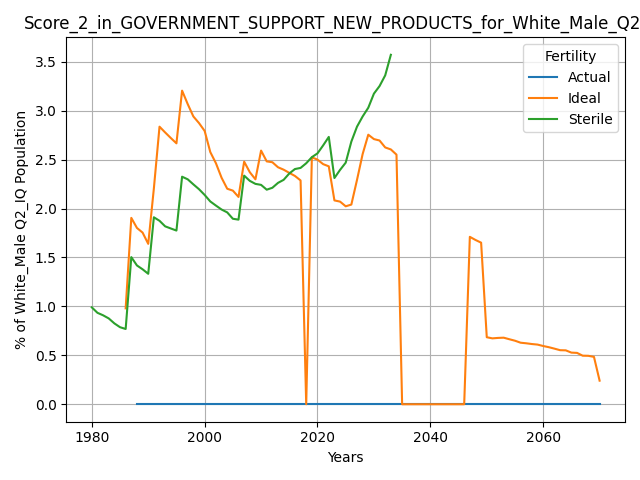 Score_2_in_GOVERNMENT_SUPPORT_NEW_PRODUCTS_for_White_Male_Q2
Fertility
Actual
Ideal
Sterile
% of White_Male Q2_IQ Population
3.5
3.0
2.5
2.0
1.5
1.0
0.5
0.0
1980 2000 2020 2040 2060
Years